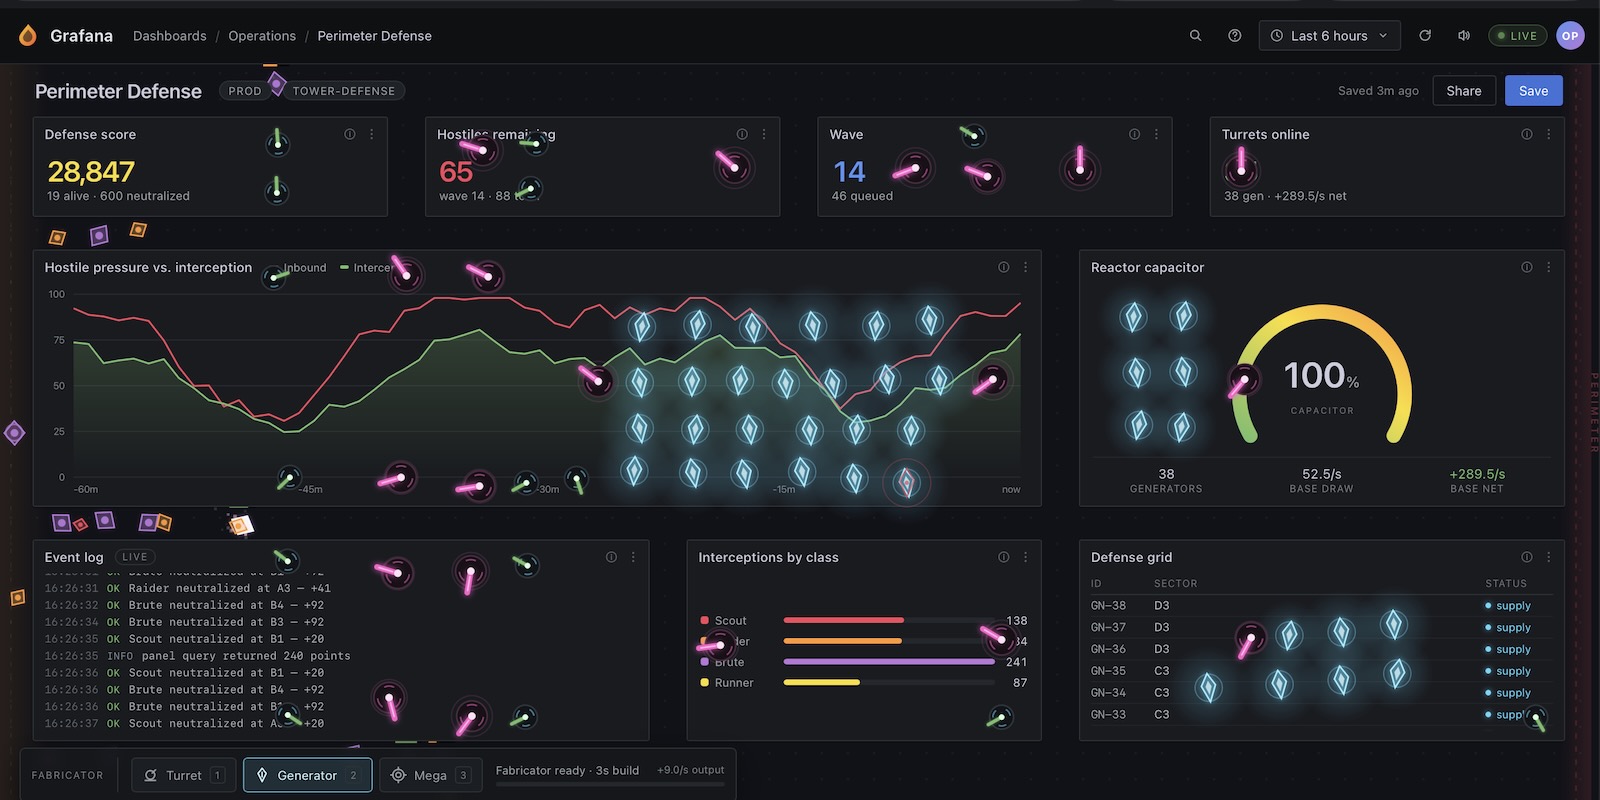 Grafana Dashboards / Operations / Perimeter Defense
Last 6 hours
LIVE
OP
Perimeter Defense
PROD
TOWER-DEFENSE
Saved 3m ago
Share
Save
Defense score
28,847
19 alive · 600 neutralized
Hostiles remaining
65
wave 14 · 88
Wave
14
46 queued
Turrets online
38 gen · +289.5/s net
Hostile pressure vs. interception
Inbound
100
75
50
25
0
-60m
-45m
-30m
-15m
now
Reactor capacitor
100%
CAPACITOR
38
GENERATORS
52.5/s
BASE DRAW
+289.5/s
BASE NET
PERIMETER
Event log
LIVE
16:26:31 OK Raider neutralized at A3 — +41
16:26:32 OK Brute neutralized at B4 — +92
16:26:34 OK Brute neutralized at B3 — +92
16:26:35 OK Scout neutralized at B1 — +20
16:26:35 INFO panel query returned 240 points
16:26:36 OK Scout neutralized at B1 — +20
16:26:36 OK Brute neutralized at B4 — +92
16:26:36 OK Brute neutralized at +92
16:26:37 OK Scout neutralized at +20
Interceptions by class
Scout 138
Brute 241
Runner 87
Defense grid
ID SECTOR STATUS
GN-38 D3 supply
GN-37 D3 supply
GN-36 D3 supply
GN-35 C3 supply
GN-34 C3 supply
GN-33 C3 supply
FABRICATOR
Turret 1
Generator 2
Mega 3
Fabricator ready · 3s build
+9.0/s output